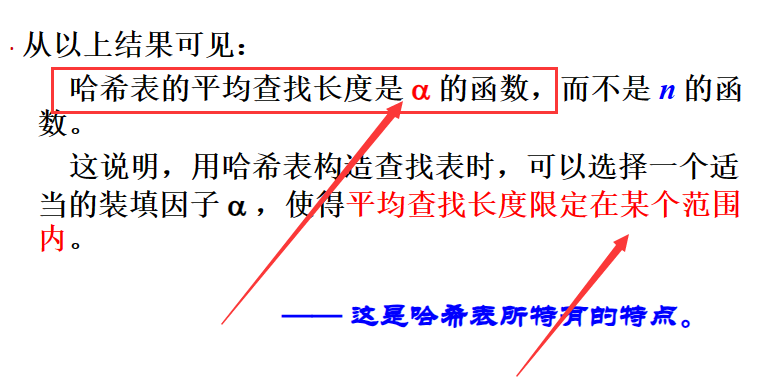 从以上结果可见：
哈希表的平均查找长度是 α 的函数，而不是 n 的函
数。
这说明，用哈希表构造查找表时，可以选择一个适
当的装填因子 α ，使得平均查找长度限定在某个范围
内。
—— 这是哈希表所特有的特点。